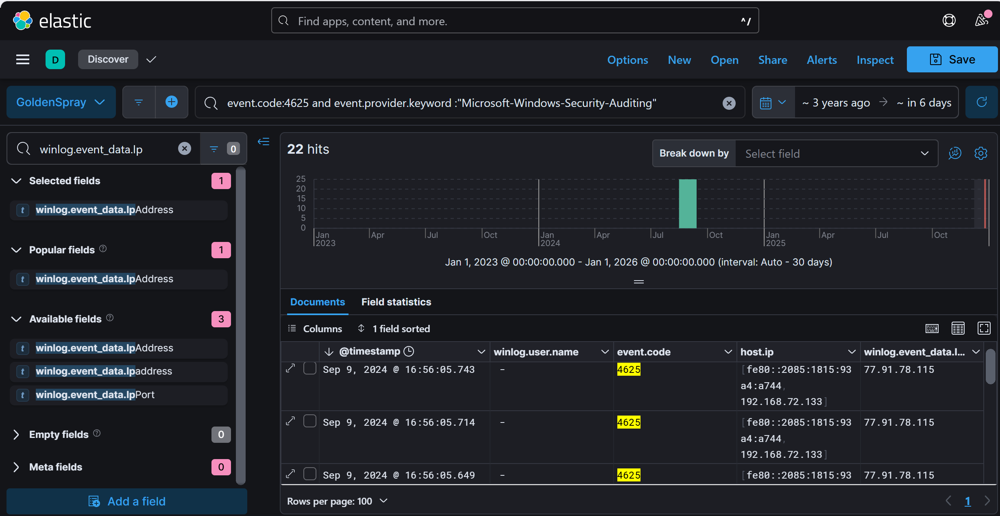 elastic
Find apps, content, and more.
^/
D
Discover
Options
New
Open
Share
Alerts
Inspect
Save
GoldenSpray
event.code:4625 and event.provider.keyword :"Microsoft-Windows-Security-Auditing"
~ 3 years ago → ~ in 6 days
winlog.event_data.Ip
0
Selected fields
1
t winlog.event_data.IpAddress
Popular fields
1
t winlog.event_data.IpAddress
Available fields
3
t winlog.event_data.IpAddress
t winlog.event_data.Ipaddress
t winlog.event_data.IpPort
Empty fields
0
Meta fields
0
Add a field
22 hits
Break down by
Select field
25
20
15
10
5
0
Jan
2023
Apr
Jul
Oct
Jan
2024
Apr
Jul
Oct
Jan
2025
Apr
Jul
Oct
Jan 1, 2023 @ 00:00:00.000 - Jan 1, 2026 @ 00:00:00.000 (interval: Auto - 30 days)
Documents
Field statistics
Columns
1 field sorted
@timestamp
winlog.user.name
event.code
host.ip
winlog.event_data.I...
Sep 9, 2024 @ 16:56:05.743
-
4625
[fe80::2085:1815:93
a4:a744,
192.168.72.133]
77.91.78.115
Sep 9, 2024 @ 16:56:05.714
-
4625
[fe80::2085:1815:93
a4:a744,
192.168.72.133]
77.91.78.115
Sep 9, 2024 @ 16:56:05.649
-
4625
[fe80::2085:1815:93
77.91.78.115
Rows per page: 100
1